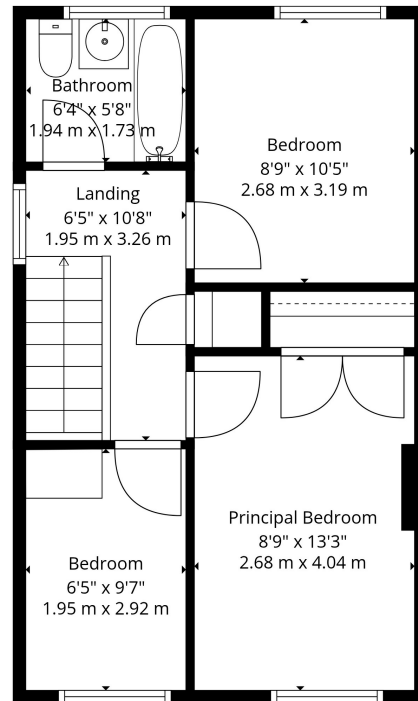 Bathroom
6'4" x 5'8"
1.94 m x 1.73 m
Bedroom
8'9" x 10'5"
2.68 m x 3.19 m
Landing
6'5" x 10'8"
1.95 m x 3.26 m
Principal Bedroom
8'9" x 13'3"
2.68 m x 4.04 m
Bedroom
6'5" x 9'7"
1.95 m x 2.92 m